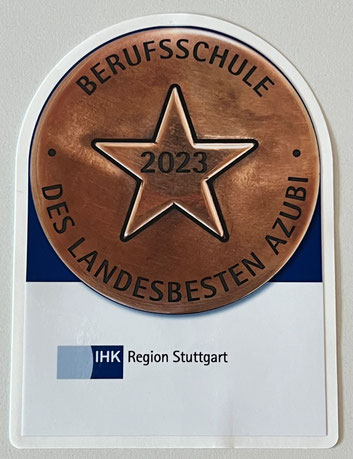 BERUFSSCHULE
2023
· DES LANDESBESTEN AZUBI ·
IHK Region Stuttgart